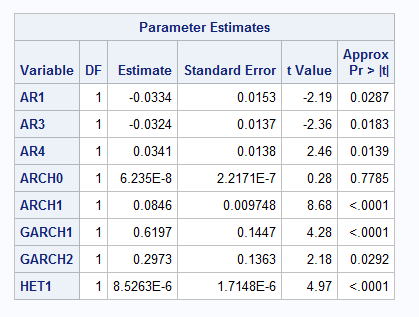 Parameter Estimates
Variable DF Estimate Standard Error t Value Approx Pr > |t|
AR1 1 -0.0334 0.0153 -2.19 0.0287
AR3 1 -0.0324 0.0137 -2.36 0.0183
AR4 1 0.0341 0.0138 2.46 0.0139
ARCH0 1 6.235E-8 2.2171E-7 0.28 0.7785
ARCH1 1 0.0846 0.009748 8.68 <.0001
GARCH1 1 0.6197 0.1447 4.28 <.0001
GARCH2 1 0.2973 0.1363 2.18 0.0292
HET1 1 8.5263E-6 1.7148E-6 4.97 <.0001